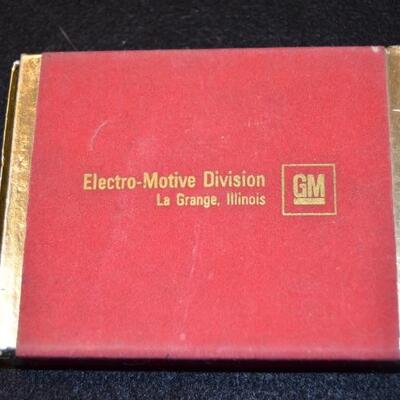 Electro-Motive Division
La Grange, Illinois
GM